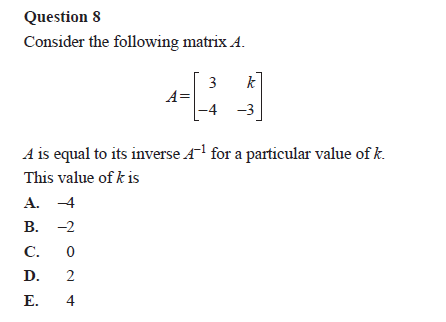 Question 8
Consider the following matrix A.
A = [ 3 k
−4 −3 ]
A is equal to its inverse A⁻¹ for a particular value of k.
This value of k is
A. −4
B. −2
C. 0
D. 2
E. 4